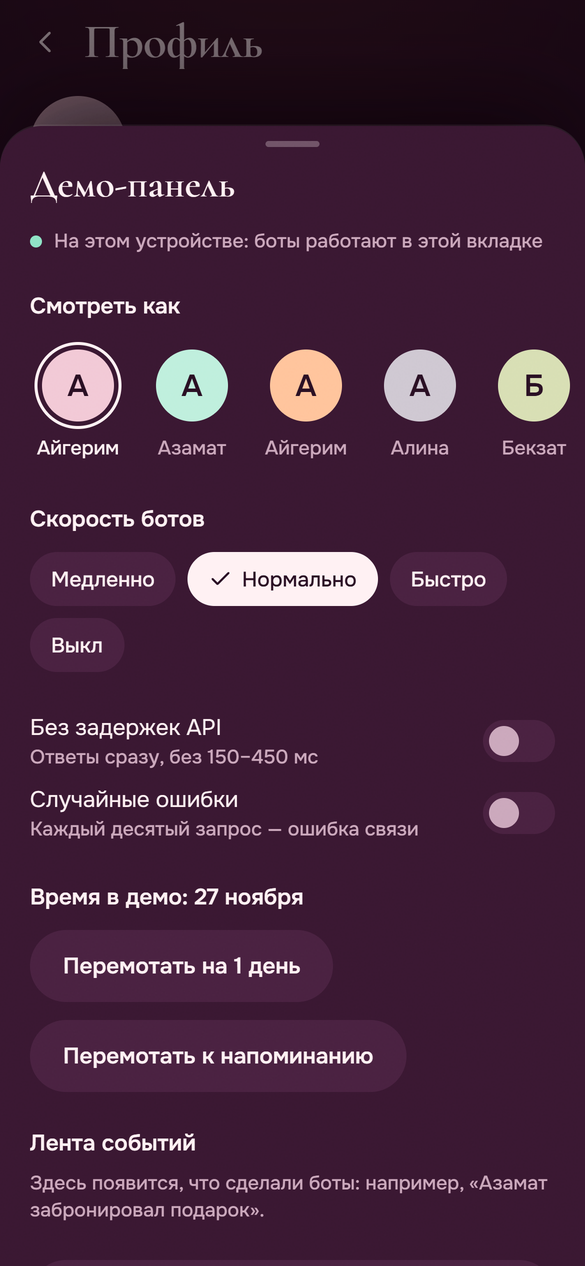 Профиль
Демо-панель
На этом устройстве: боты работают в этой вкладке
Смотреть как
А А А А Б
Айгерим Азамат Айгерим Алина Бекзат
Скорость ботов
Медленно Нормально Быстро
Выкл
Без задержек API
Ответы сразу, без 150–450 мс
Случайные ошибки
Каждый десятый запрос — ошибка связи
Время в демо: 27 ноября
Перемотать на 1 день
Перемотать к напоминанию
Лента событий
Здесь появится, что сделали боты: например, «Азамат
забронировал подарок».